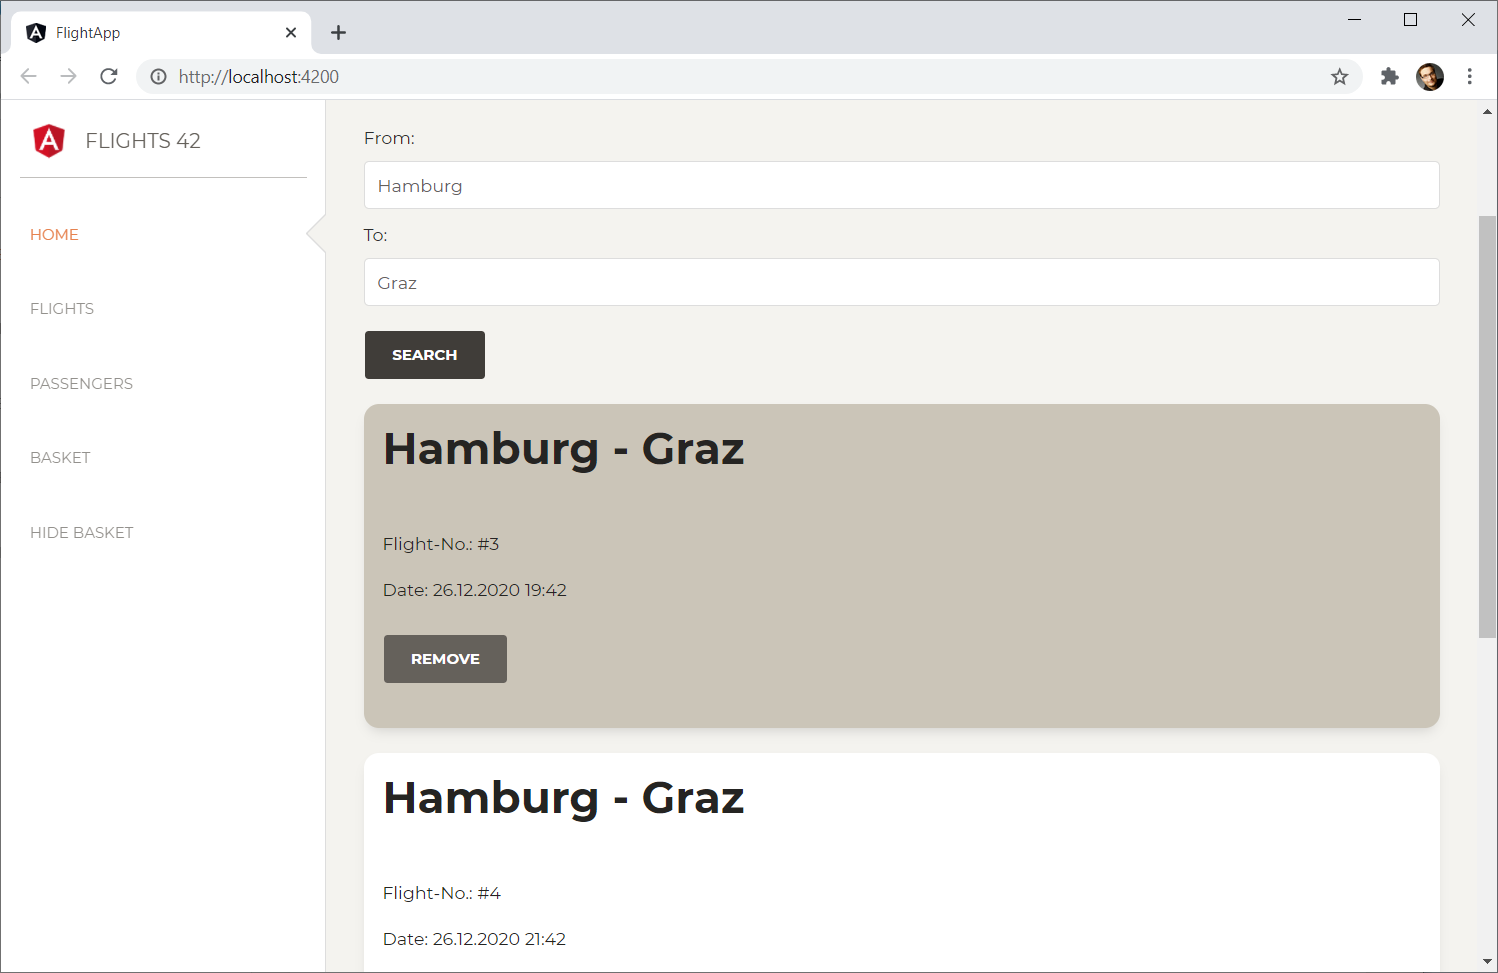 FlightApp
http://localhost:4200
FLIGHTS 42
HOME
FLIGHTS
PASSENGERS
BASKET
HIDE BASKET
From:
Hamburg
To:
Graz
SEARCH
Hamburg - Graz
Flight-No.: #3
Date: 26.12.2020 19:42
REMOVE
Hamburg - Graz
Flight-No.: #4
Date: 26.12.2020 21:42